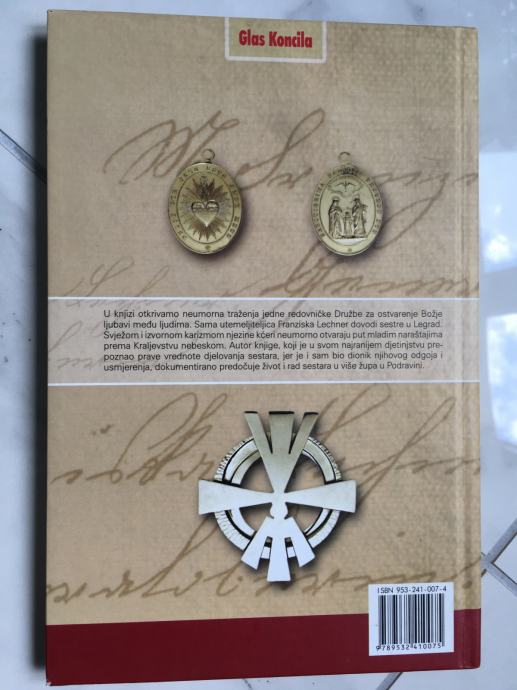 Glas Koncila
U knjizi otkrivamo neumorna traženja jedne redovničke Družbe za ostvarenje Božje
ljubavi među ljudima. Sama utemeljiteljica Franziska Lechner dovodi sestre u Legrad.
Svježom i izvornom karizmom njezine kćeri neumorno otvaraju put mladim naraštajima
prema Kraljevstvu nebeskom. Autor knjige, koji je u svom najranijem djetinjstvu pre-
poznao prave vrednote djelovanja sestara, jer je i sam bio dionik njihovog odgoja i
usmjerenja, dokumentirano predočuje život i rad sestara u više župa u Podravini.
ISBN 953-241-007-4
9 789532 410075